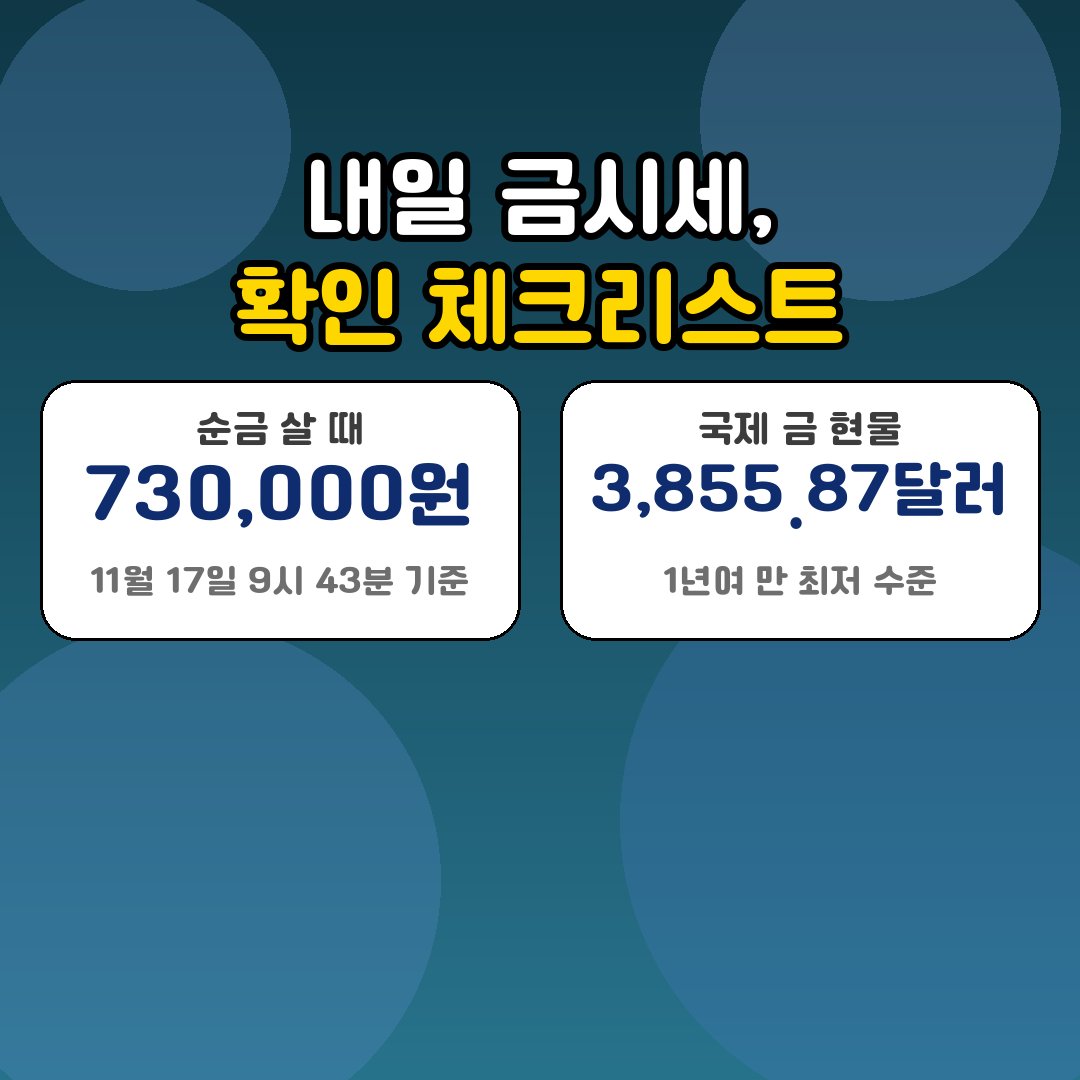 내일 금시세,
확인 체크리스트
순금 살 때
730,000원
11월 17일 9시 43분 기준
국제 금 현물
3,855.87달러
1년여 만 최저 수준